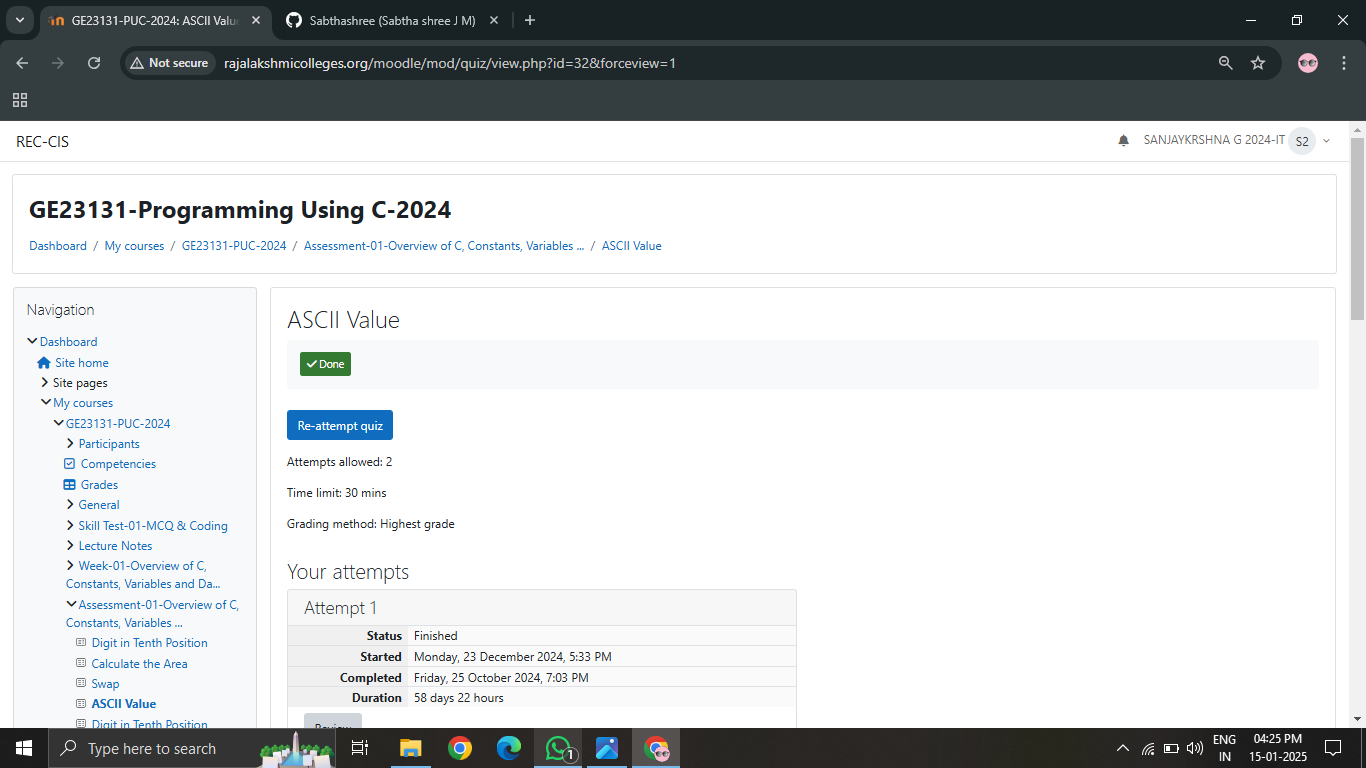 GE23131-PUC-2024: ASCII Valu
Sabthashree (Sabtha shree J M)
Not secure
rajalakshmicolleges.org/moodle/mod/quiz/view.php?id=32&forceview=1
REC-CIS
SANJAYKRSHNA G 2024-IT
S2
GE23131-Programming Using C-2024
Dashboard / My courses / GE23131-PUC-2024 / Assessment-01-Overview of C, Constants, Variables ... / ASCII Value
Navigation
Dashboard
Site home
Site pages
My courses
GE23131-PUC-2024
Participants
Competencies
Grades
General
Skill Test-01-MCQ & Coding
Lecture Notes
Week-01-Overview of C,
Constants, Variables and Da...
Assessment-01-Overview of C,
Constants, Variables ...
Digit in Tenth Position
Calculate the Area
Swap
ASCII Value
Digit in Tenth Position
ASCII Value
Done
Re-attempt quiz
Attempts allowed: 2
Time limit: 30 mins
Grading method: Highest grade
Your attempts
Attempt 1
Status Finished
Started Monday, 23 December 2024, 5:33 PM
Completed Friday, 25 October 2024, 7:03 PM
Duration 58 days 22 hours
Review
Type here to search
1
ENG
IN
04:25 PM
15-01-2025